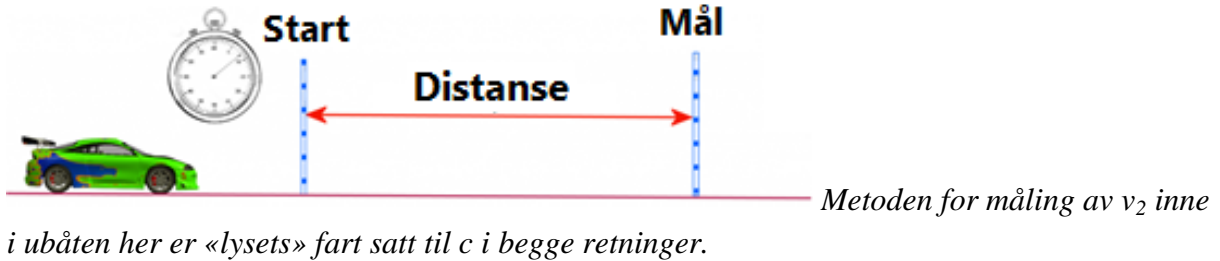 Start
Mål
Distanse
Metoden for måling av v₂ inne
i ubåten her er «lysets» fart satt til c i begge retninger.